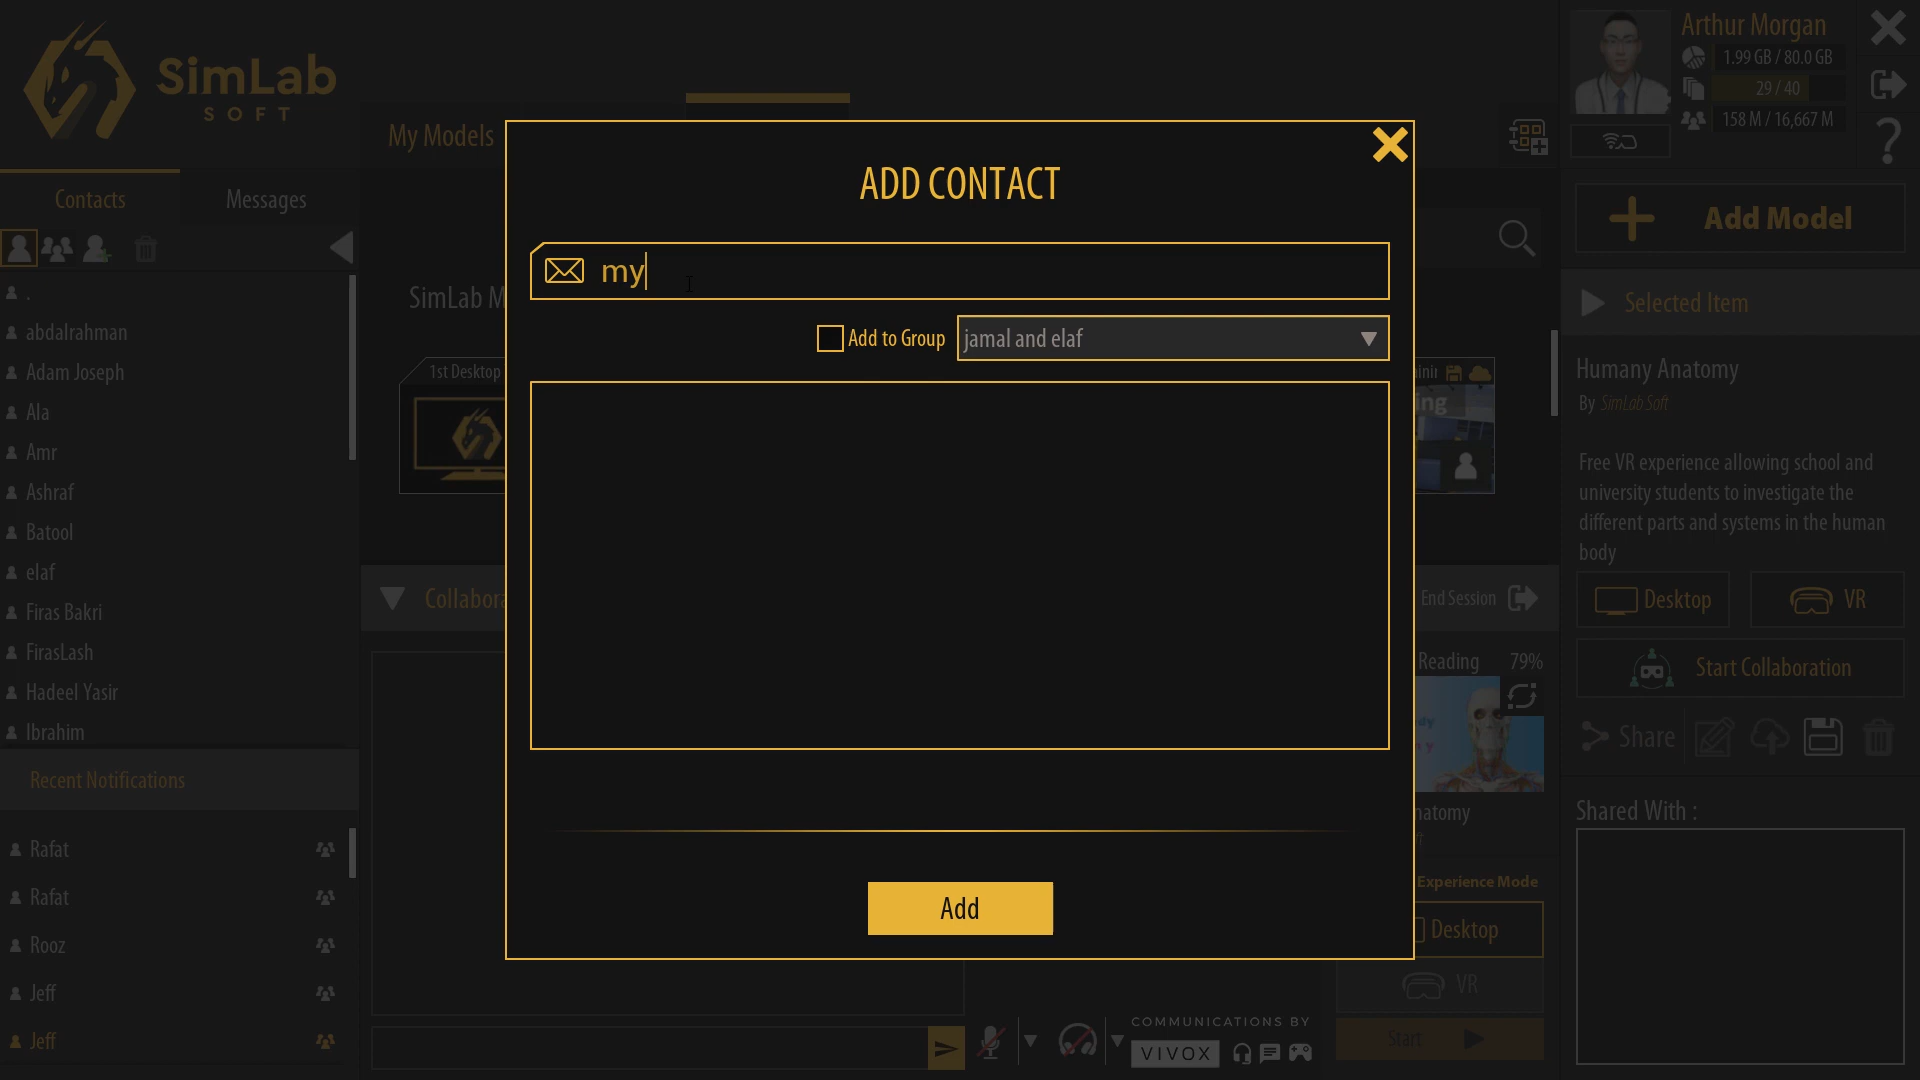 SimLab
SOFT
Contacts
Messages
.
abdalrahman
Adam Joseph
Ala
Amr
Ashraf
Batool
elaf
Firas Bakri
FirasLash
Hadeel Yasir
Ibrahim
Recent Notifications
Rafat
Rafat
Rooz
Jeff
Jeff
My Models
SimLab M
1st Desktop
Collabora
ADD CONTACT
my
Add to Group
jamal and elaf
Add
ing
End Session
Reading 79%
natomy
Experience Mode
Desktop
VR
Start
COMMUNICATIONS BY
VIVOX
Arthur Morgan
1.99 GB / 80.0 GB
29 / 40
158 M / 16,667 M
?
Add Model
Selected Item
Humany Anatomy
By SimLab Soft
Free VR experience allowing school and
university students to investigate the
different parts and systems in the human
body
Desktop
VR
Start Collaboration
Share
Shared With :